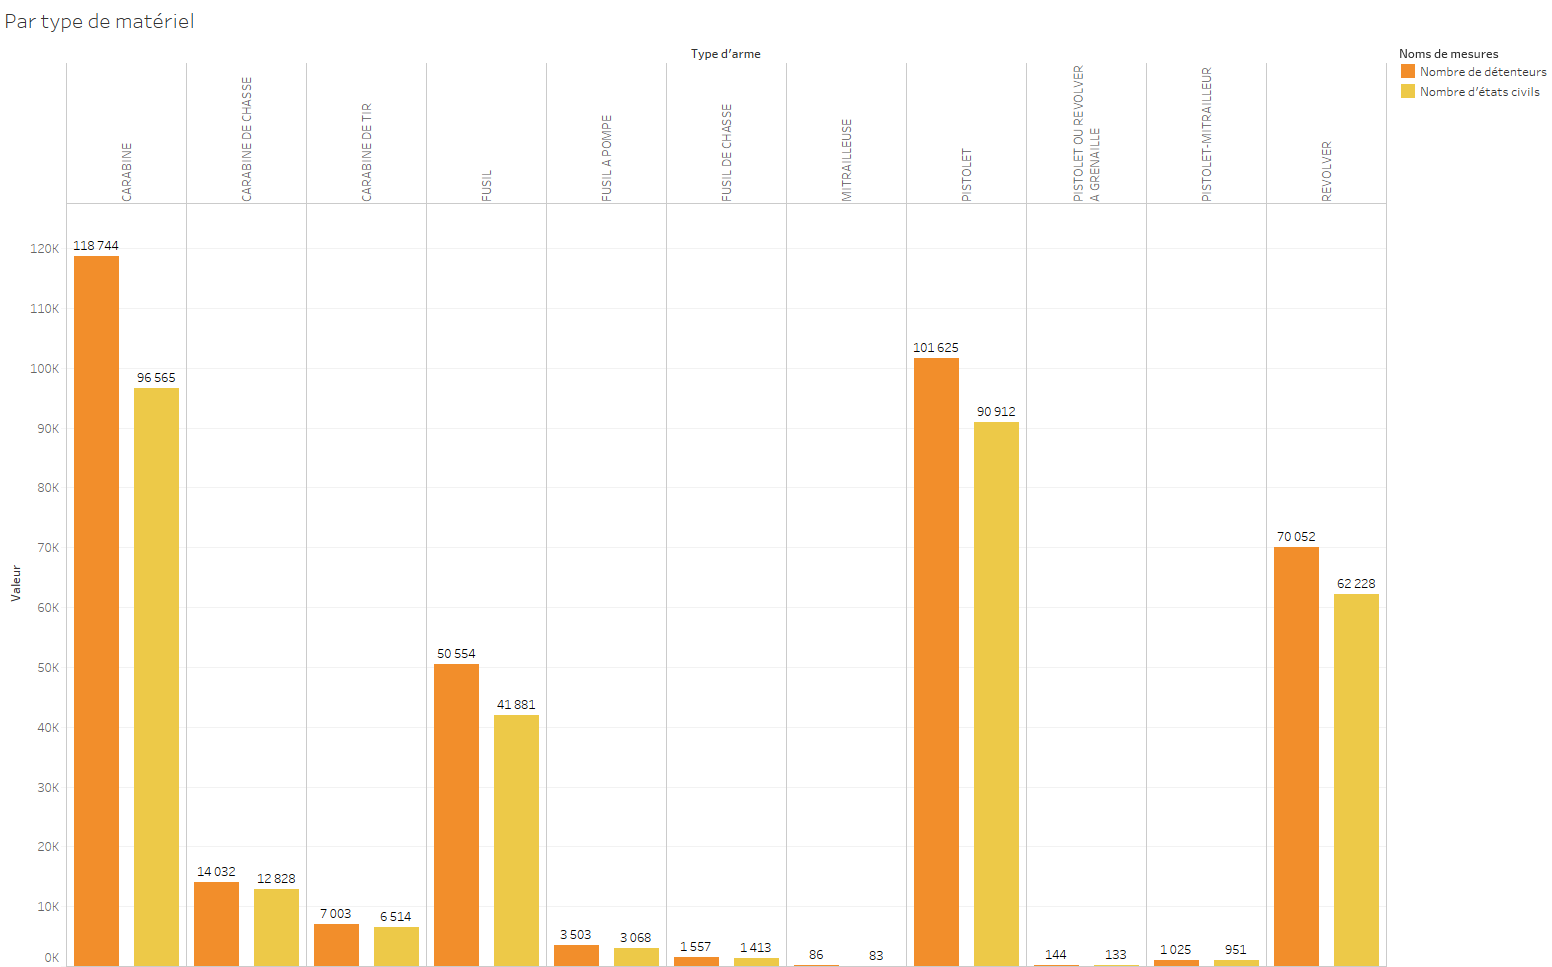 Par type de matériel
Type d'arme
Noms de mesures
Nombre de détenteurs
Nombre d'états civils
CARABINE
CARABINE DE CHASSE
CARABINE DE TIR
FUSIL
FUSIL A POMPE
FUSIL DE CHASSE
MITRAILLEUSE
PISTOLET
PISTOLET OU REVOLVER
A GRENAILLE
PISTOLET-MITRAILLEUR
REVOLVER
Valeur
120K
110K
100K
90K
80K
70K
60K
50K
40K
30K
20K
10K
0K
118 744
96 565
14 032
12 828
7 003
6 514
50 554
41 881
3 503
3 068
1 557
1 413
86
83
101 625
90 912
144
133
1 025
951
70 052
62 228